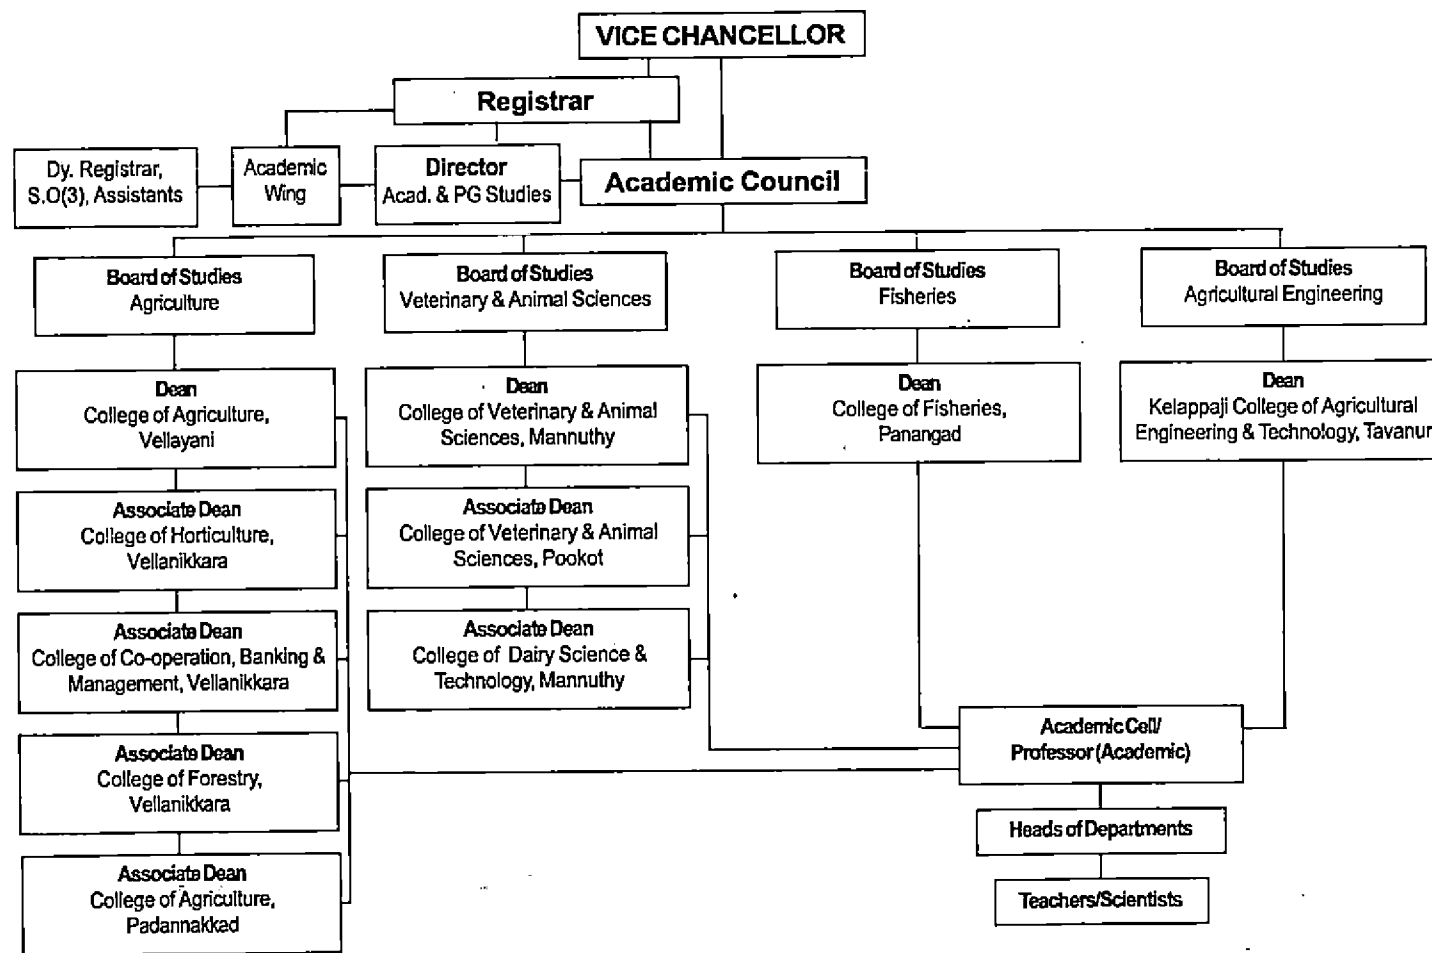 VICE CHANCELLOR
Registrar
Dy. Registrar,
S.O(3), Assistants
Academic
Wing
Director
Acad. & PG Studies
Academic Council
Board of Studies
Agriculture
Board of Studies
Veterinary & Animal Sciences
Board of Studies
Fisheries
Board of Studies
Agricultural Engineering
Dean
College of Agriculture,
Vellayani
Dean
College of Veterinary & Animal
Sciences, Mannuthy
Dean
College of Fisheries,
Panangad
Dean
Kelappaji College of Agricultural
Engineering & Technology, Tavanur
Associate Dean
College of Horticulture,
Vellanikkara
Associate Dean
College of Veterinary & Animal
Sciences, Pookot
Associate Dean
College of Co-operation, Banking &
Management, Vellanikkara
Associate Dean
College of Dairy Science &
Technology, Mannuthy
Associate Dean
College of Forestry,
Vellanikkara
Associate Dean
College of Agriculture,
Padannakkad
Academic Cell/
Professor (Academic)
Heads of Departments
Teachers/Scientists